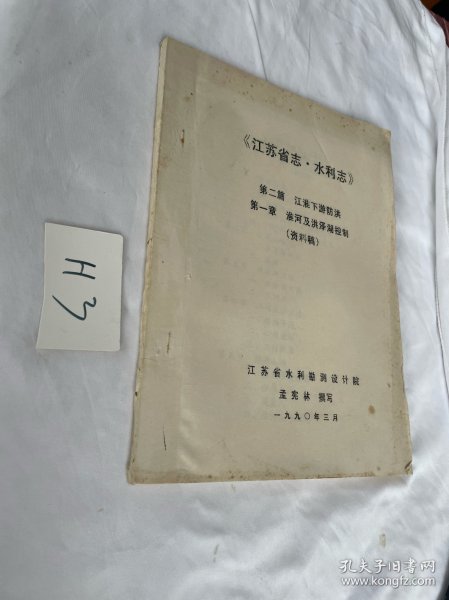 《江苏省志·水利志》
第二篇 江淮下游防洪
第一章 淮河及洪泽湖控制
(资料稿)
江苏省水利勘测设计院
孟宪林 撰写
一九九〇年三月
H3
孔夫子旧书网
www.kongfz.com